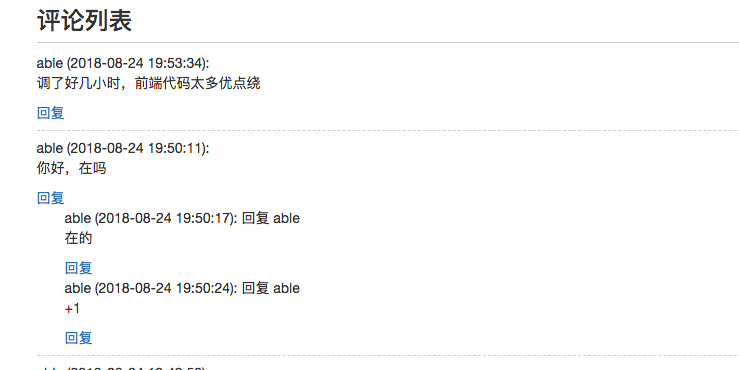 评论列表
able (2018-08-24 19:53:34):
调了好几小时，前端代码太多优点绕
回复
able (2018-08-24 19:50:11):
你好，在吗
回复
able (2018-08-24 19:50:17): 回复 able
在的
回复
able (2018-08-24 19:50:24): 回复 able
+1
回复